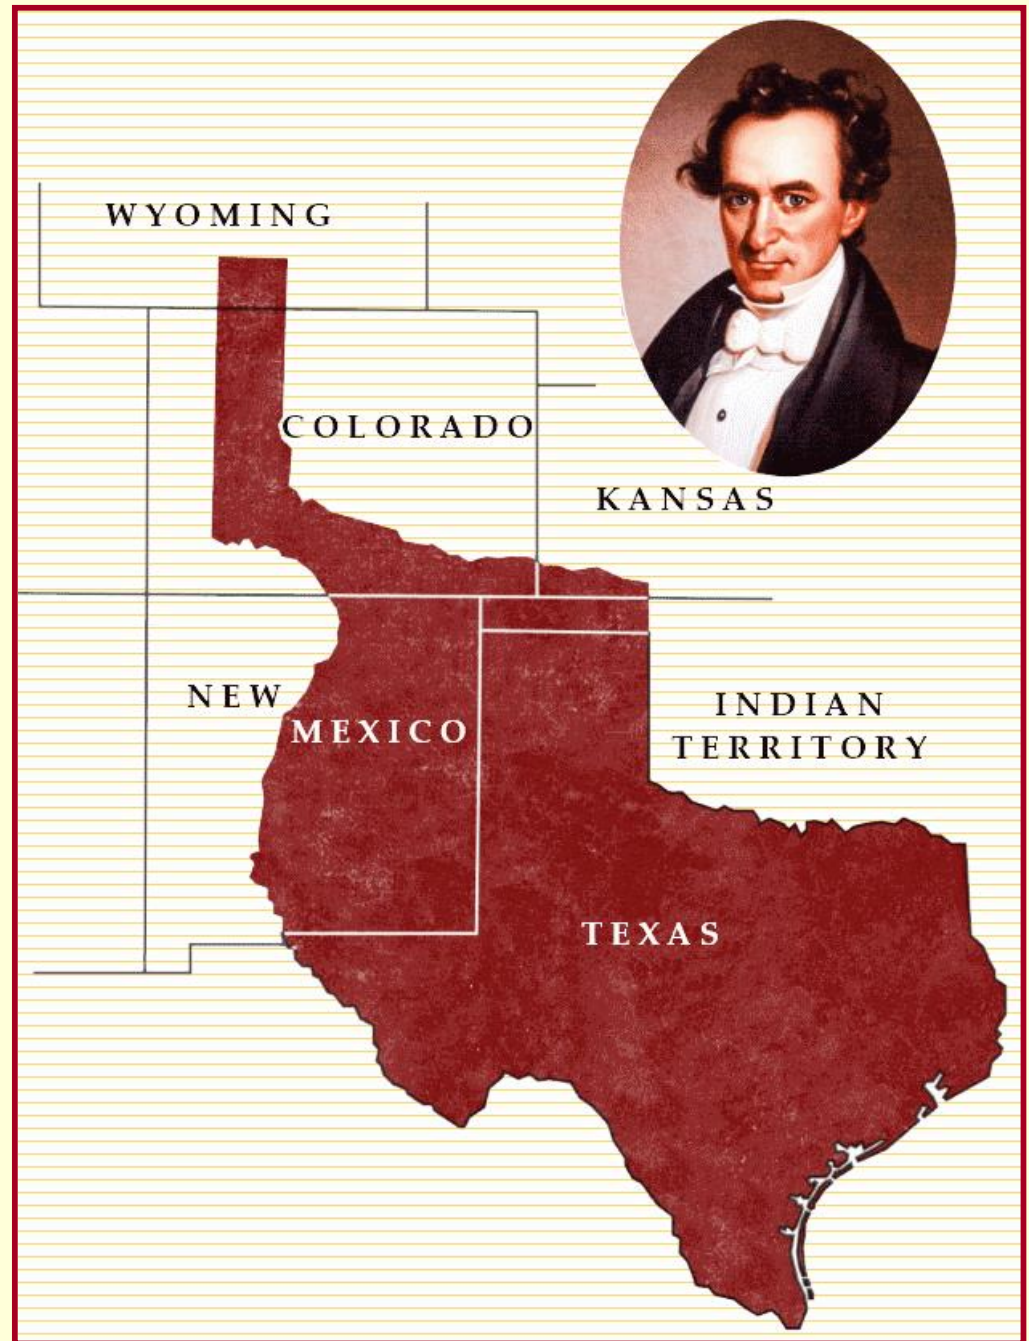 WYOMING
COLORADO
KANSAS
NEW
MEXICO
INDIAN
TERRITORY
TEXAS